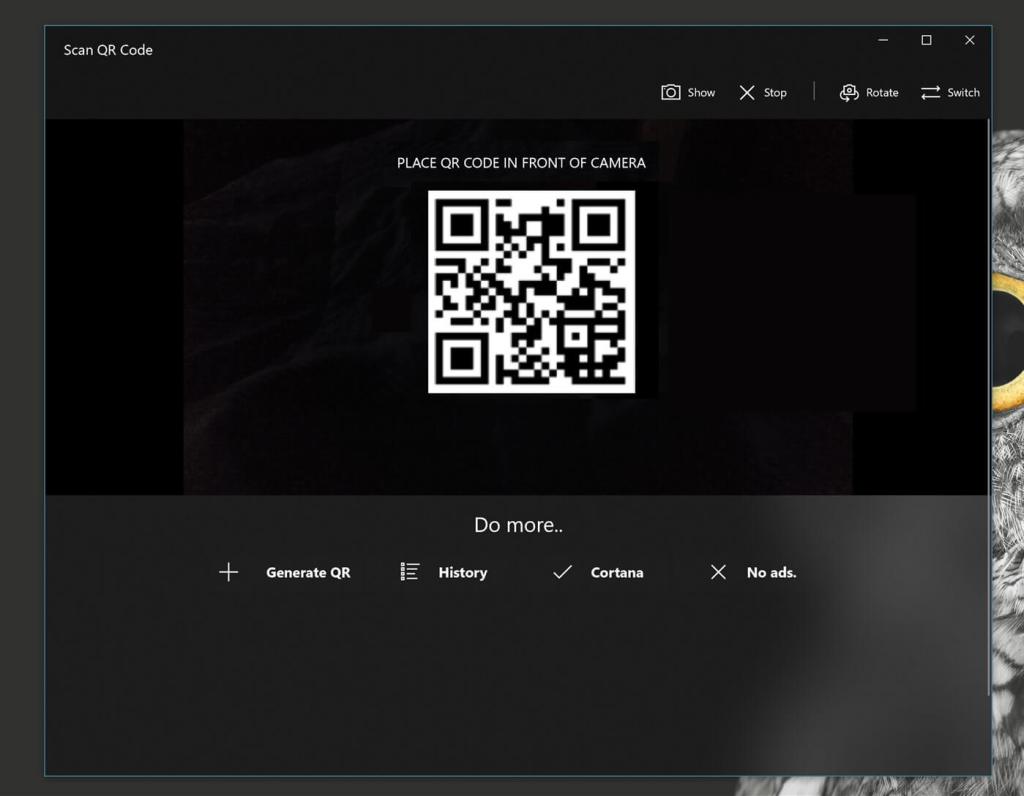 Scan QR Code
Show Stop Rotate Switch
PLACE QR CODE IN FRONT OF CAMERA
Do more..
Generate QR History Cortana No ads.